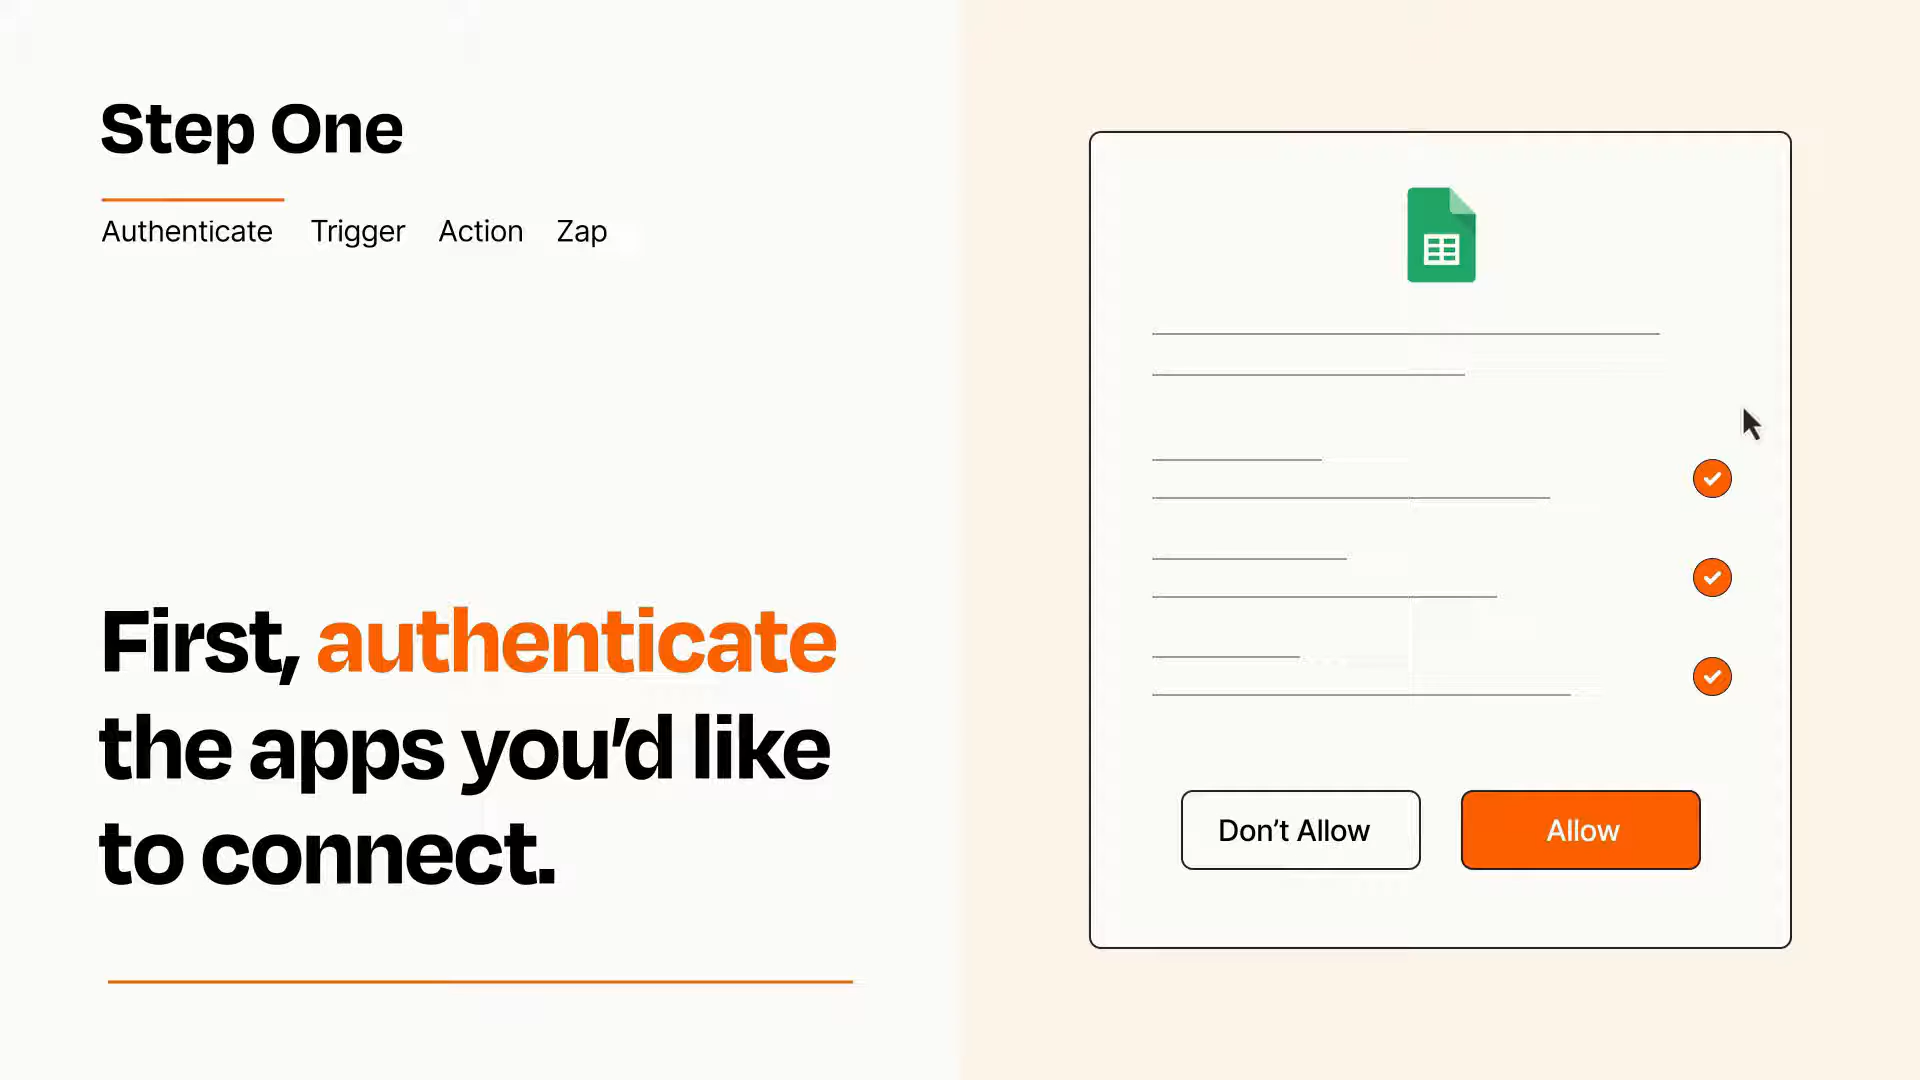 Step One
Authenticate Trigger Action Zap
First, authenticate
the apps you’d like
to connect.
Don’t Allow
Allow